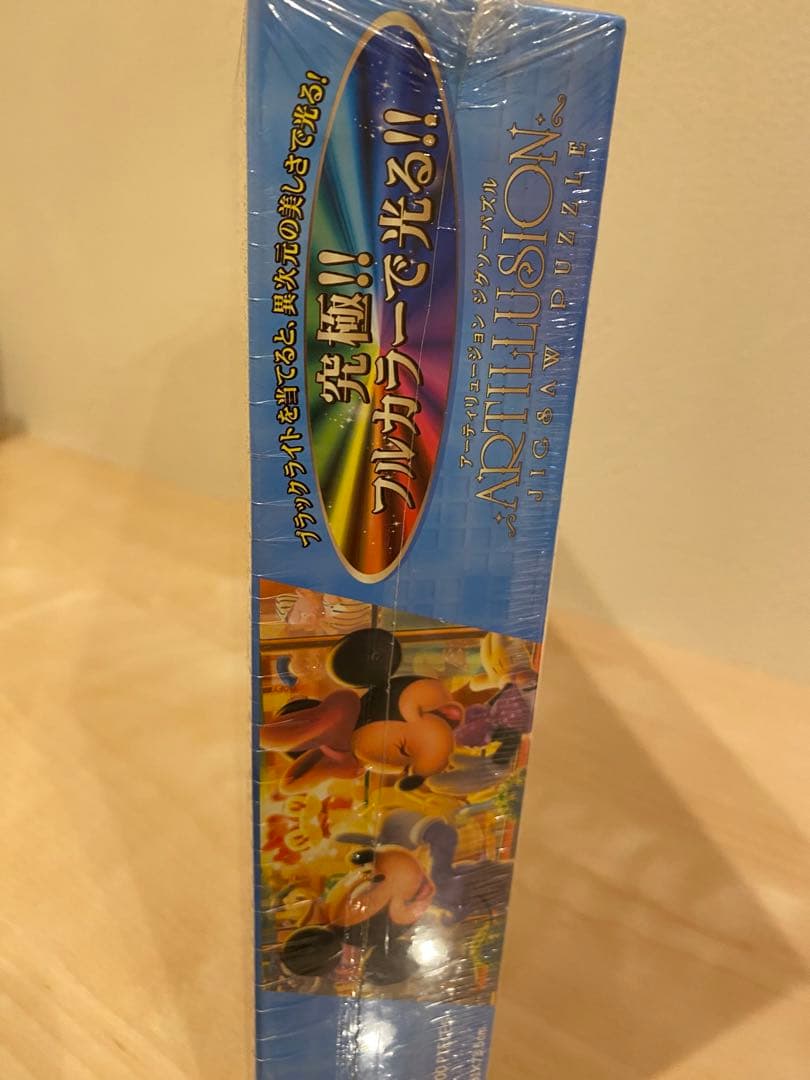 ブラックライトを当てると、異次元の美しさで光る!
究極!!
フルカラーで光る!!
アーティリュージョン ジグソーパズル
ARTILLUSION
JIGSAW PUZZLE